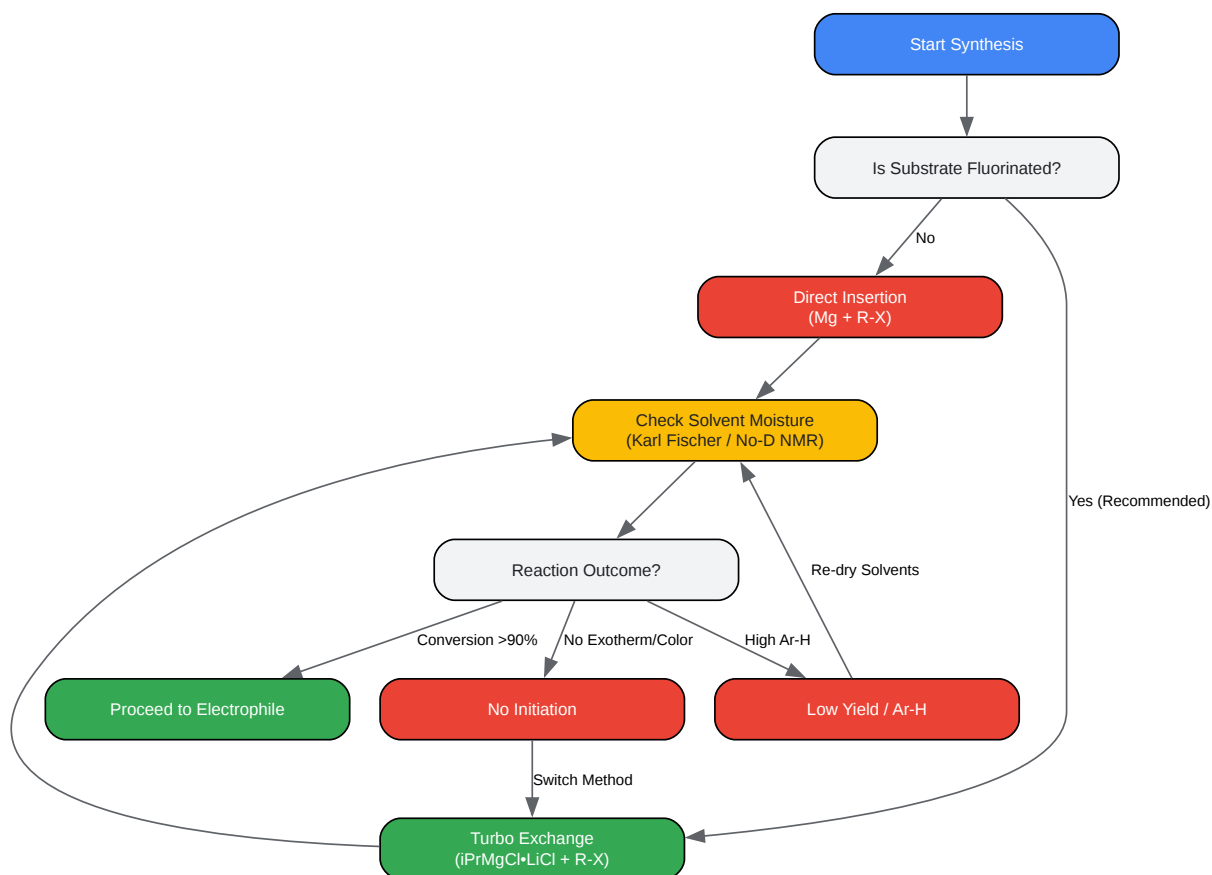 Start Synthesis
Is Substrate Fluorinated?
No
Direct Insertion
(Mg + R-X)
Check Solvent Moisture
(Karl Fischer / No-D NMR)
Yes (Recommended)
Reaction Outcome?
Re-dry Solvents
Conversion >90%
No Exotherm/Color
High Ar-H
Proceed to Electrophile
No Initiation
Low Yield / Ar-H
Switch Method
Turbo Exchange
(iPrMgCl•LiCl + R-X)